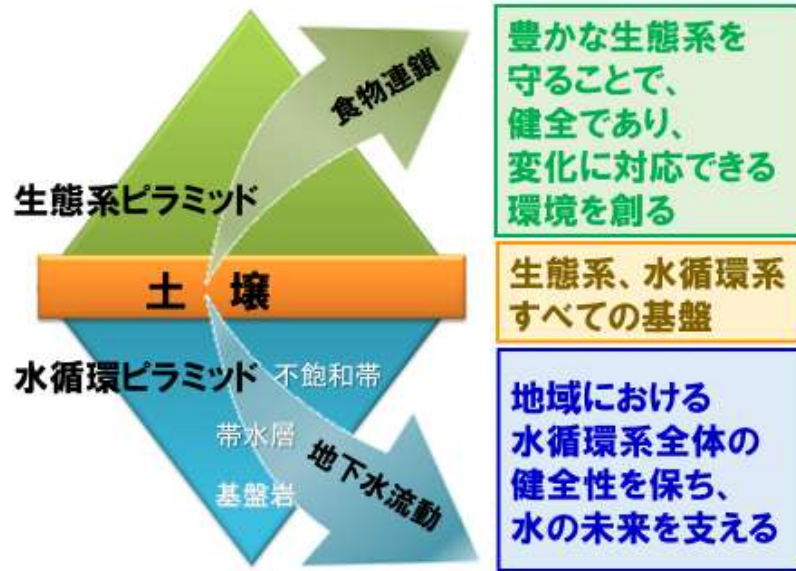 食物連鎖
生態系ピラミッド
土 壌
水循環ピラミッド
不飽和帯
帯水層
地下水流動
基盤岩
豊かな生態系を
守ることで、
健全であり、
変化に対応できる
環境を創る
生態系、水循環系
すべての基盤
地域における
水循環系全体の
健全性を保ち、
水の未来を支える